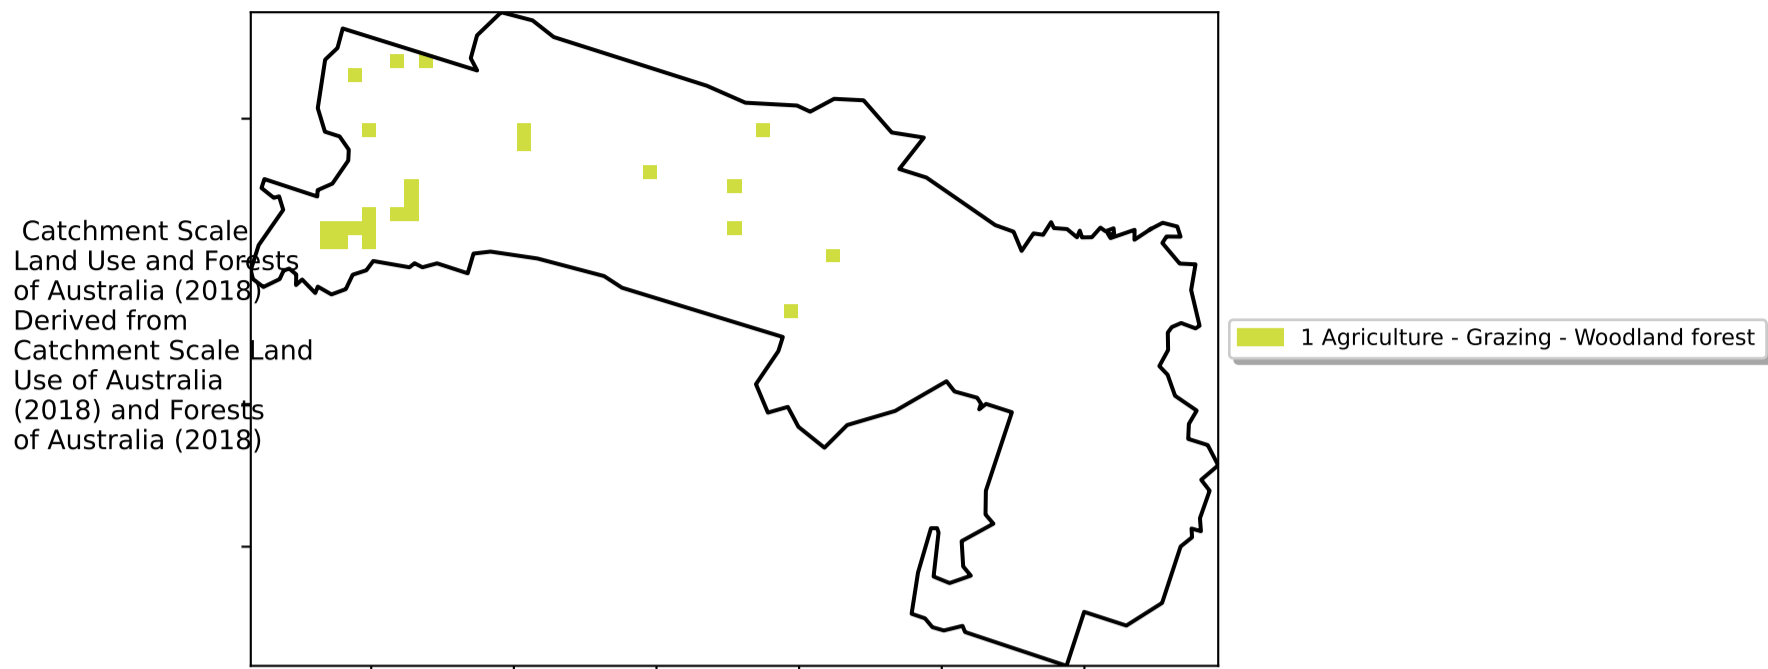 Catchment Scale
Land Use and Forests
of Australia (2018)
Derived from
Catchment Scale Land
Use of Australia
(2018) and Forests
of Australia (2018)
1 Agriculture - Grazing - Woodland forest